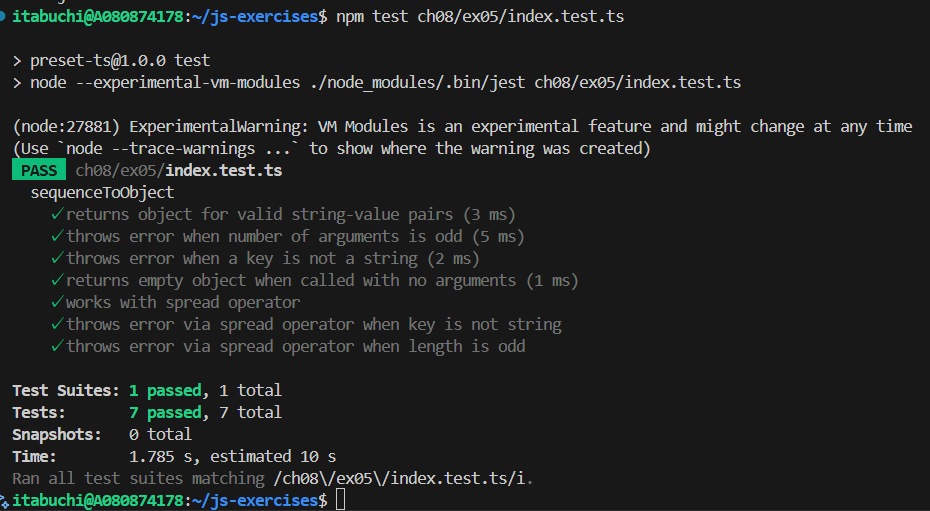 itabuchi@A080874178:~/js-exercises$ npm test ch08/ex05/index.test.ts
> preset-ts@1.0.0 test
> node --experimental-vm-modules ./node_modules/.bin/jest ch08/ex05/index.test.ts
(node:27881) ExperimentalWarning: VM Modules is an experimental feature and might change at any time
(Use `node --trace-warnings ...` to show where the warning was created)
PASS ch08/ex05/index.test.ts
sequenceToObject
✓returns object for valid string-value pairs (3 ms)
✓throws error when number of arguments is odd (5 ms)
✓throws error when a key is not a string (2 ms)
✓returns empty object when called with no arguments (1 ms)
✓works with spread operator
✓throws error via spread operator when key is not string
✓throws error via spread operator when length is odd
Test Suites: 1 passed, 1 total
Tests: 7 passed, 7 total
Snapshots: 0 total
Time: 1.785 s, estimated 10 s
Ran all test suites matching /ch08\/ex05\/index.test.ts/i.
itabuchi@A080874178:~/js-exercises$